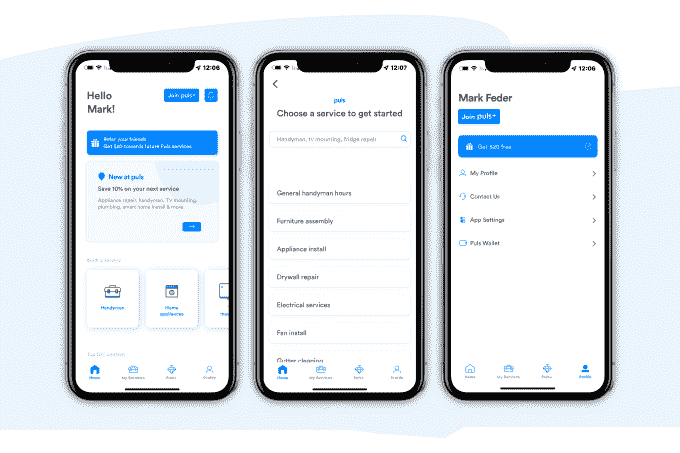 12:06
Hello
Mark!
Join puls+
Refer your friends
Get $20 towards future Puls services
New at puls
Save 10% on your next service
Appliance repair, handyman, TV mounting,
plumbing, smart home install & more
Book a service
Handyman
Home
appliances
Home
My Services
Profile
12:07
puls
Choose a service to get started
Handyman, tv mounting, fridge repair
General handyman hours
Furniture assembly
Appliance install
Drywall repair
Electrical services
Fan install
Gutter cleaning
Home
My Services
Profile
12:06
Mark Feder
Join puls+
Get $20 free
My Profile
Contact Us
App Settings
Puls Wallet
Home
My Services
Profile